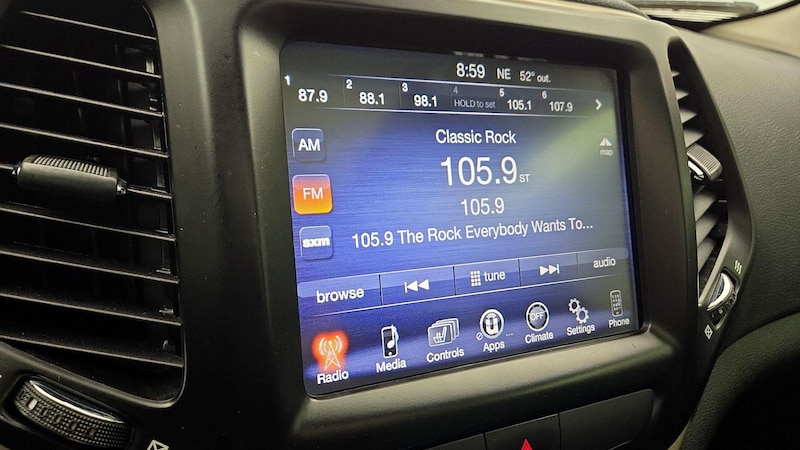 8:59 NE 52° out.
1 87.9 2 88.1 3 98.1 4 HOLD to set 5 105.1 6 107.9
AM
Classic Rock
map
105.9 ST
FM
105.9
sxm
105.9 The Rock Everybody Wants To...
browse tune audio
OFF
Radio Media Controls Apps ... Climate Settings Phone